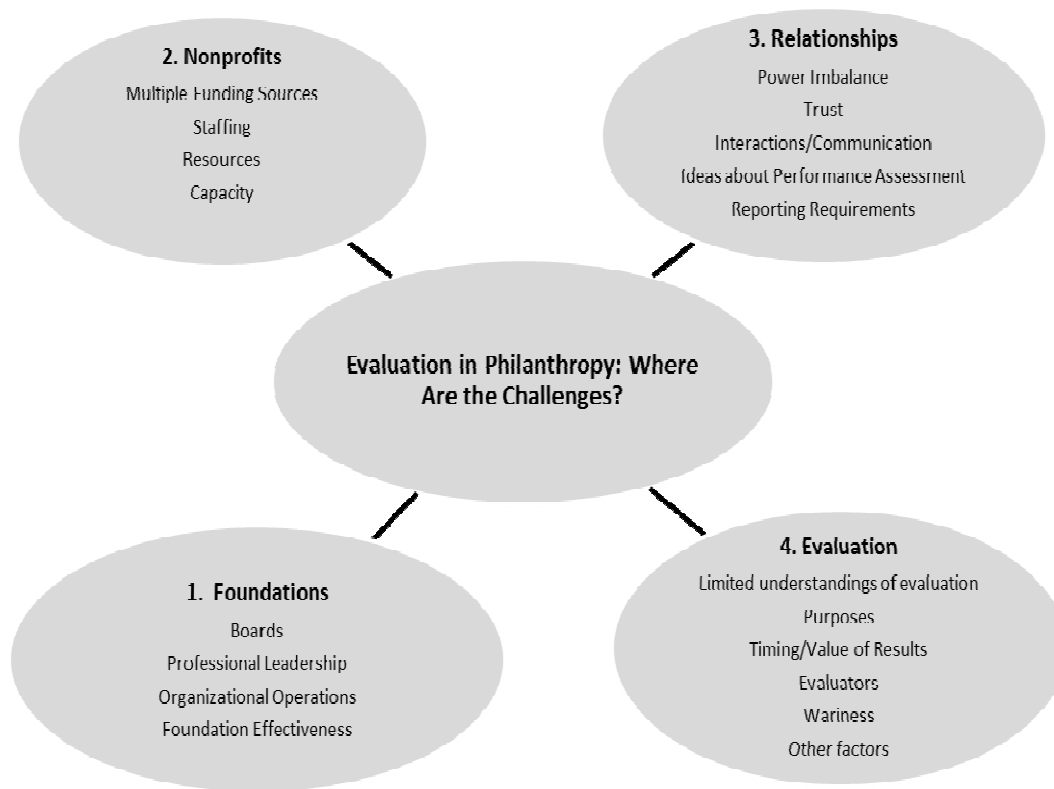 2. Nonprofits
Multiple Funding Sources
Staffing
Resources
Capacity
3. Relationships
Power Imbalance
Trust
Interactions/Communication
Ideas about Performance Assessment
Reporting Requirements
Evaluation in Philanthropy: Where
Are the Challenges?
1. Foundations
Boards
Professional Leadership
Organizational Operations
Foundation Effectiveness
4. Evaluation
Limited understandings of evaluation
Purposes
Timing/Value of Results
Evaluators
Wariness
Other factors